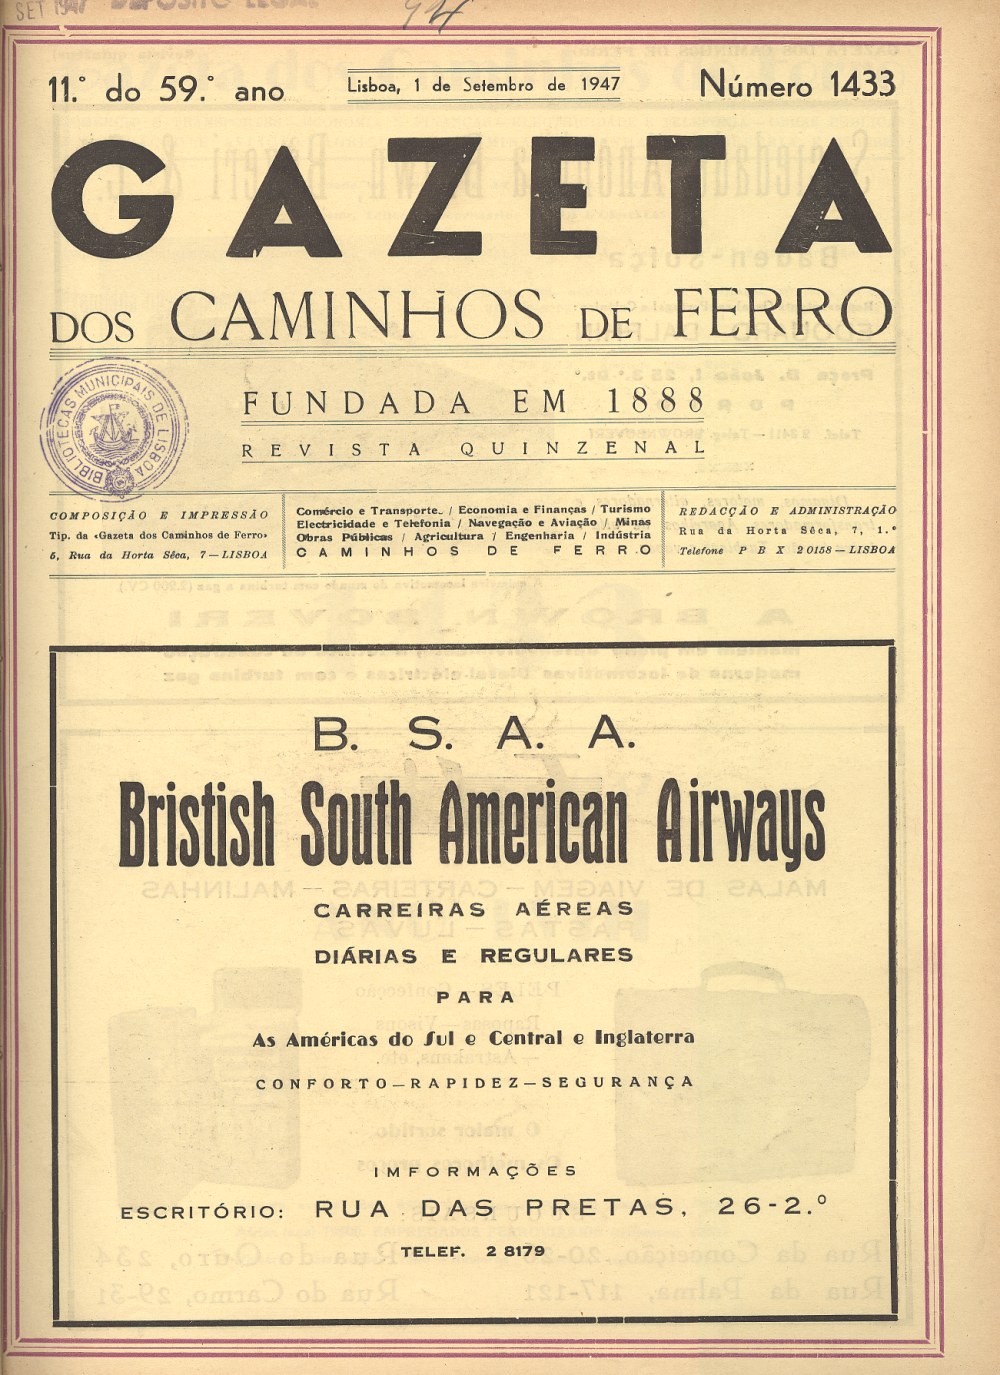 SET 1947 DEPÓSITO LEGAL
11.° do 59.° ano
Lisboa, 1 de Setembro de 1947
Número 1433
GAZETA
DOS CAMINHOS DE FERRO
BIBLIOTECAS MUNICIPAIS DE LISBOA
FUNDADA EM 1888
REVISTA QUINZENAL
COMPOSIÇÃO E IMPRESSÃO
Tip. da «Gazeta dos Caminhos de Ferro»
5, Rua da Horta Sêca, 7 — LISBOA
Comércio e Transporte / Economia e Finanças / Turismo
Electricidade e Telefonia / Navegação e Aviação / Minas
Obras Públicas / Agricultura / Engenharia / Indústria
CAMINHOS DE FERRO
REDACÇÃO E ADMINISTRAÇÃO
Rua da Horta Sêca, 7, 1.°
Telefone P B X 20158 — LISBOA
B. S. A. A.
Bristish South American Airways
CARREIRAS AÉREAS
DIÁRIAS E REGULARES
PARA
As Américas do Sul e Central e Inglaterra
CONFORTO — RAPIDEZ — SEGURANÇA
IMFORMAÇÕES
ESCRITÓRIO: RUA DAS PRETAS, 26-2.°
TELEF. 2 8179